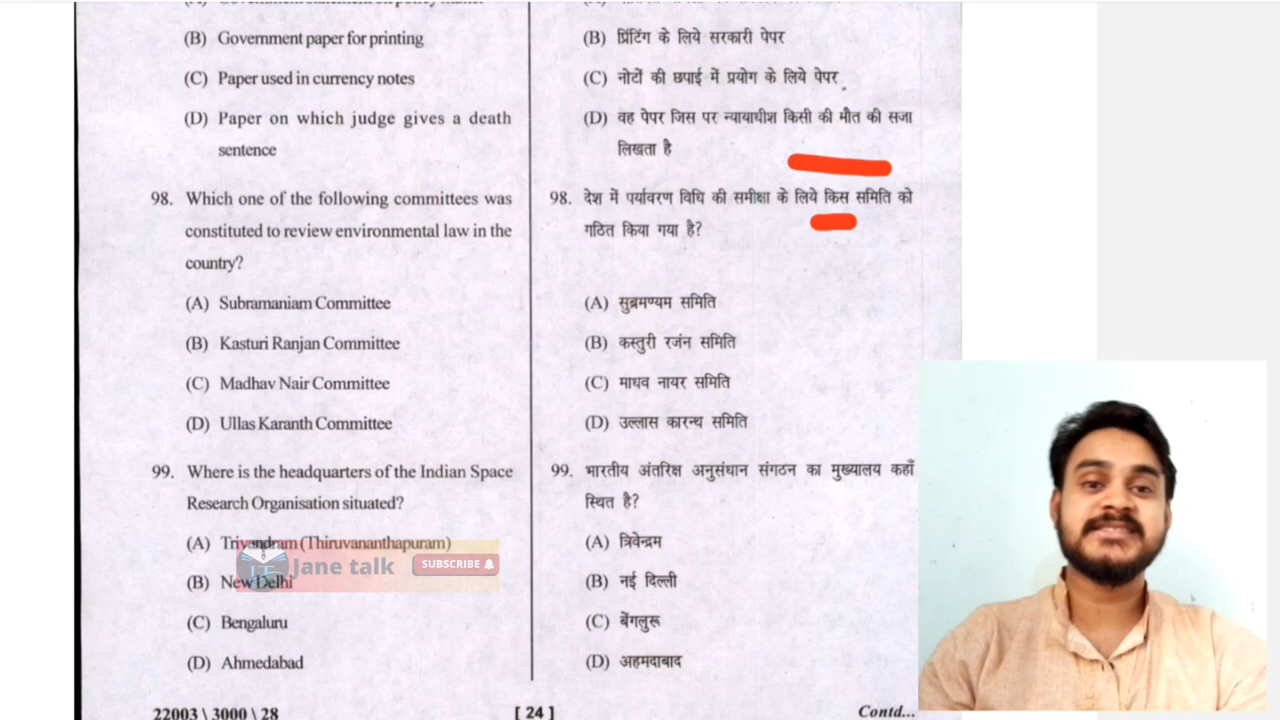 (B) Government paper for printing
(C) Paper used in currency notes
(D) Paper on which judge gives a death
sentence
98. Which one of the following committees was
constituted to review environmental law in the
country?
(A) Subramaniam Committee
(B) Kasturi Ranjan Committee
(C) Madhav Nair Committee
(D) Ullas Karanth Committee
99. Where is the headquarters of the Indian Space
Research Organisation situated?
(A) Trivandram (Thiruvananthapuram)
(B) New Delhi
(C) Bengaluru
(D) Ahmedabad
(B) प्रिंटिंग के लिये सरकारी पेपर
(C) नोटों की छपाई में प्रयोग के लिये पेपर
(D) वह पेपर जिस पर न्यायाधीश किसी की मौत की सजा
लिखता है
98. देश में पर्यावरण विधि की समीक्षा के लिये किस समिति को
गठित किया गया है?
(A) सुब्रमण्यम समिति
(B) कस्तुरी रजंन समिति
(C) माधव नायर समिति
(D) उल्लास कारन्थ समिति
99. भारतीय अंतरिक्ष अनुसंधान संगठन का मुख्यालय कहाँ
स्थित है?
(A) त्रिवेन्द्रम
(B) नई दिल्ली
(C) बेंगलुरू
(D) अहमदाबाद
Jane talk
SUBSCRIBE
22003 \ 3000 \ 28
[ 24 ]
Contd...